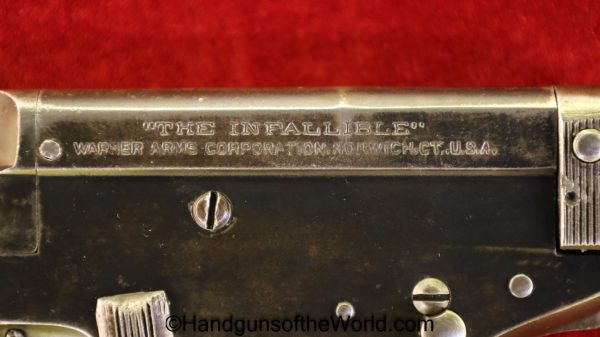 "THE INFALLIBLE"
WARNER ARMS CORPORATION. NORWICH. CT. U.S.A.
©HandgunsoftheWorld.com